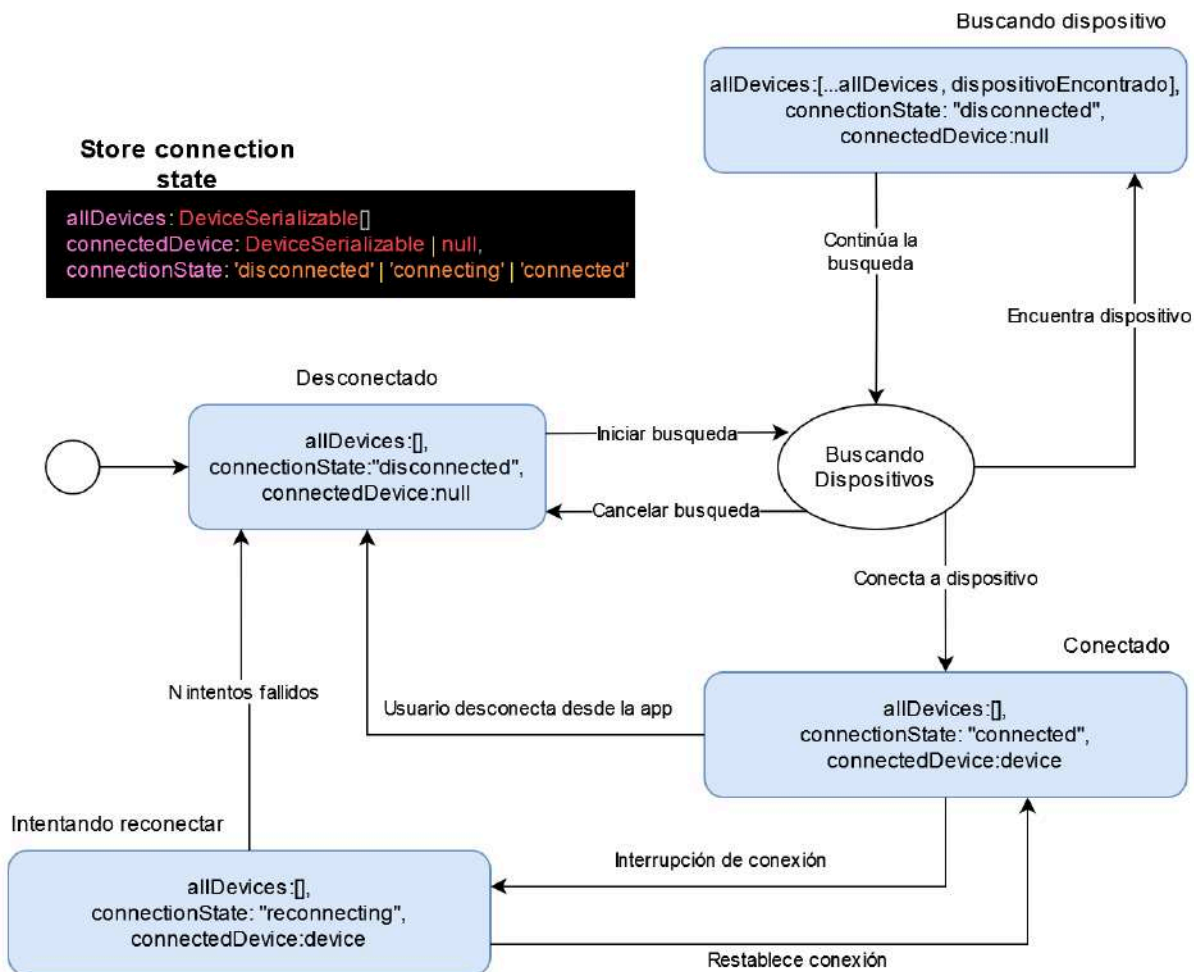 Buscando dispositivo
allDevices:[...allDevices, dispositivoEncontrado],
connectionState: "disconnected",
connectedDevice:null
Store connection
state
allDevices: DeviceSerializable[]
connectedDevice: DeviceSerializable | null,
connectionState: 'disconnected' | 'connecting' | 'connected'
Continúa la
busqueda
Encuentra dispositivo
Desconectado
allDevices:[],
connectionState:"disconnected",
connectedDevice:null
Iniciar busqueda
Cancelar busqueda
Buscando
Dispositivos
Conecta a dispositivo
Conectado
allDevices:[],
connectionState: "connected",
connectedDevice:device
Usuario desconecta desde la app
N intentos fallidos
Intentando reconectar
allDevices:[],
connectionState: "reconnecting",
connectedDevice:device
Interrupción de conexión
Restablece conexión